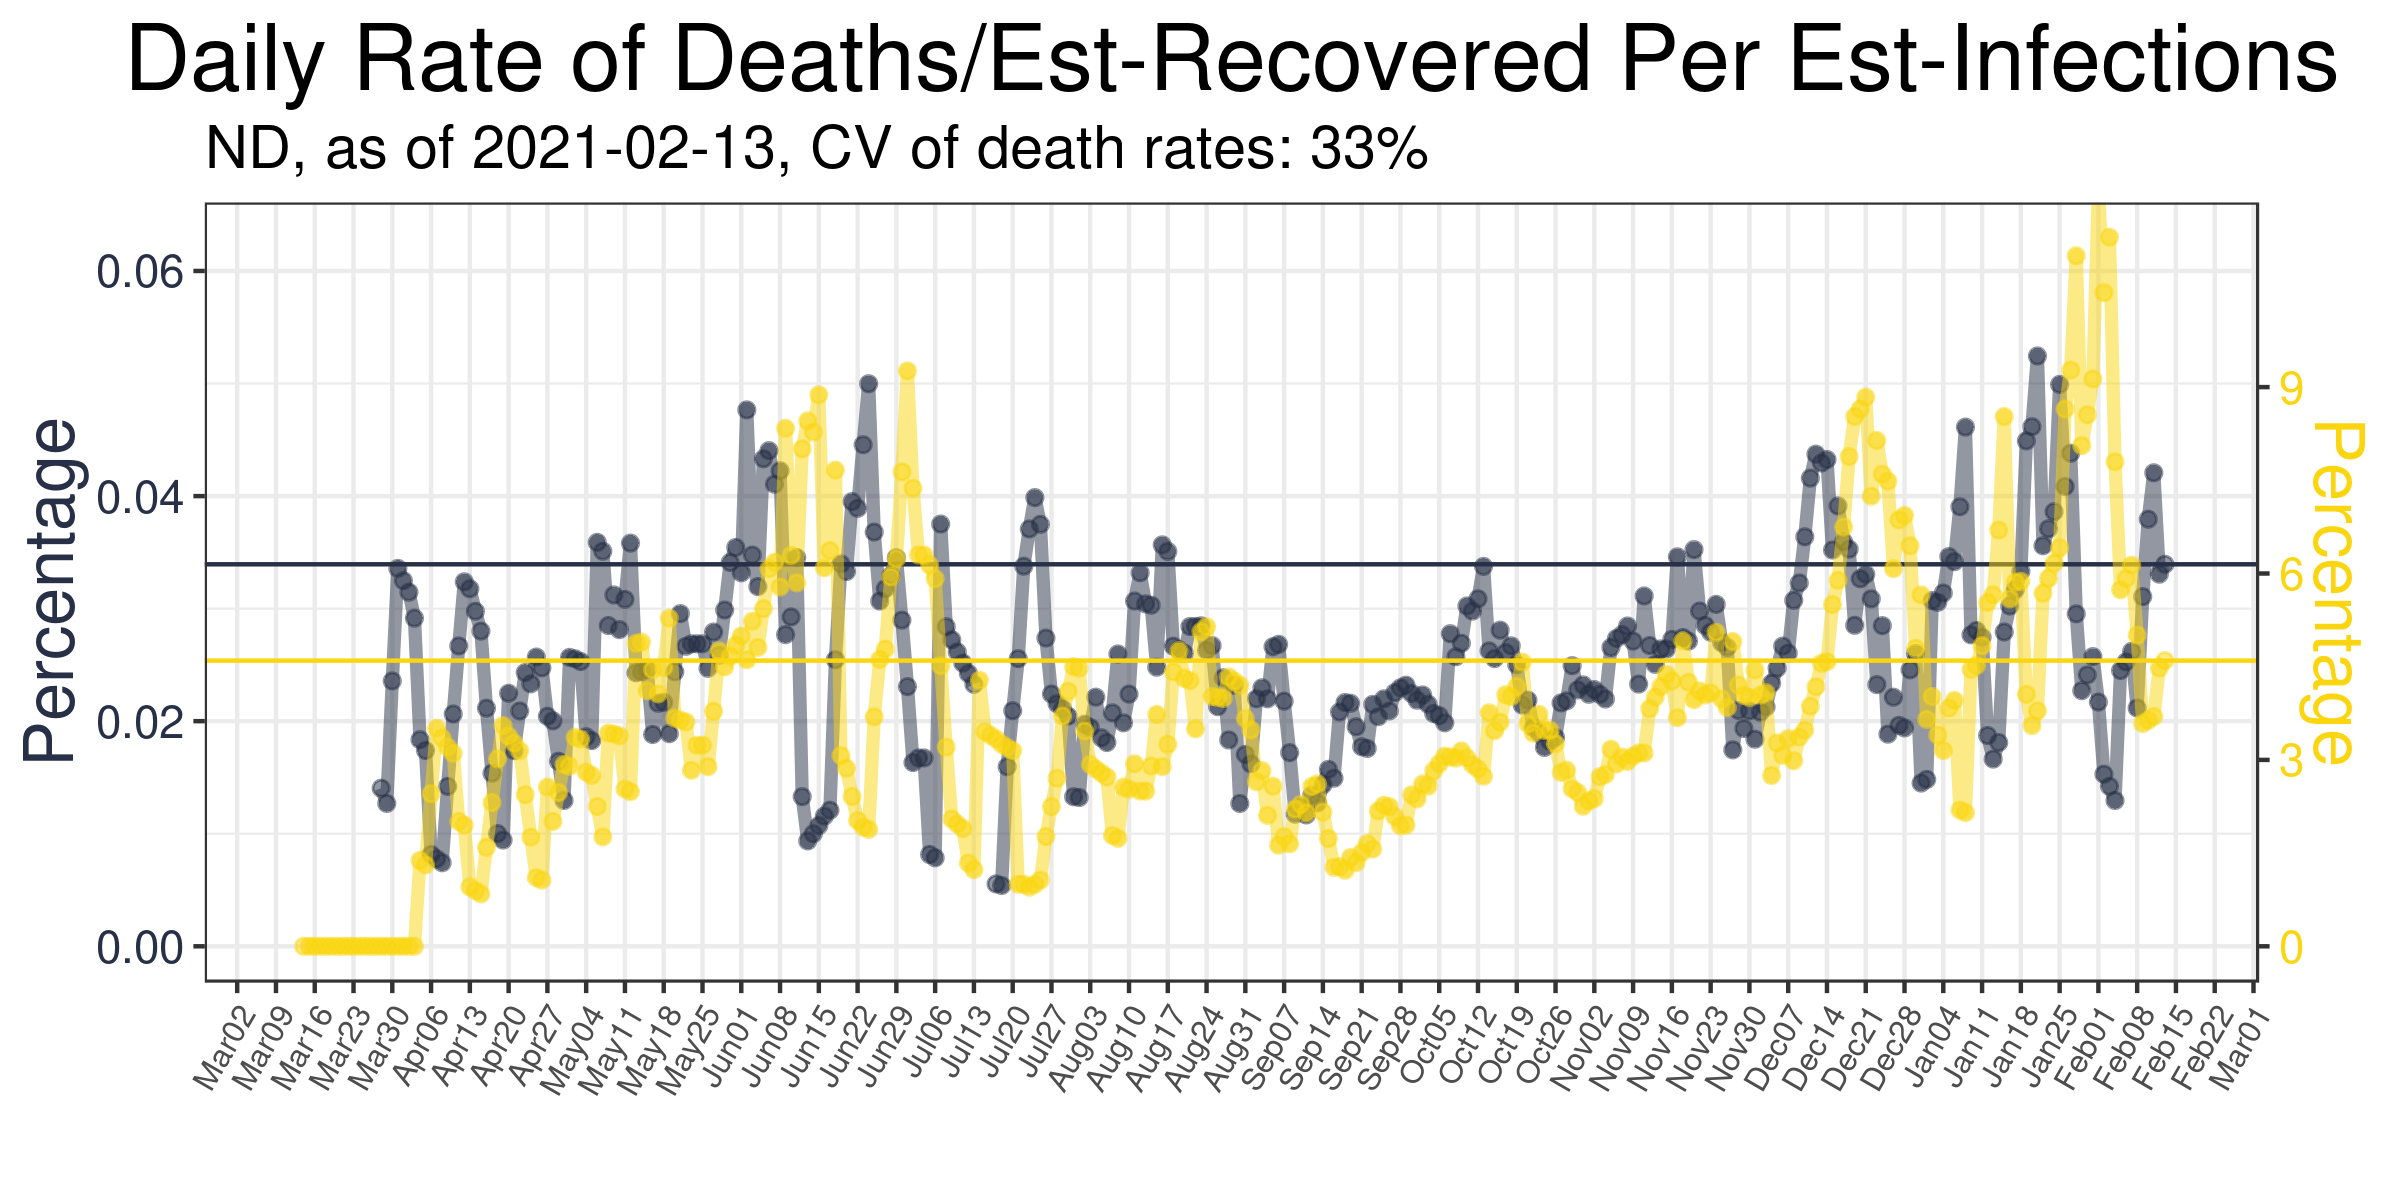 Daily Rate of Deaths/Est-Recovered Per Est-Infections
ND, as of 2021-02-13, CV of death rates: 33%
Percentage
0.06
0.04
0.02
0.00
9
6
3
0
Percentage
Mar02 Mar09 Mar16 Mar23 Mar30 Apr06 Apr13 Apr20 Apr27 May04 May11 May18 May25 Jun01 Jun08 Jun15 Jun22 Jun29 Jul06 Jul13 Jul20 Jul27 Aug03 Aug10 Aug17 Aug24 Aug31 Sep07 Sep14 Sep21 Sep28 Oct05 Oct12 Oct19 Oct26 Nov02 Nov09 Nov16 Nov23 Nov30 Dec07 Dec14 Dec21 Dec28 Jan04 Jan11 Jan18 Jan25 Feb01 Feb08 Feb15 Feb22 Mar01